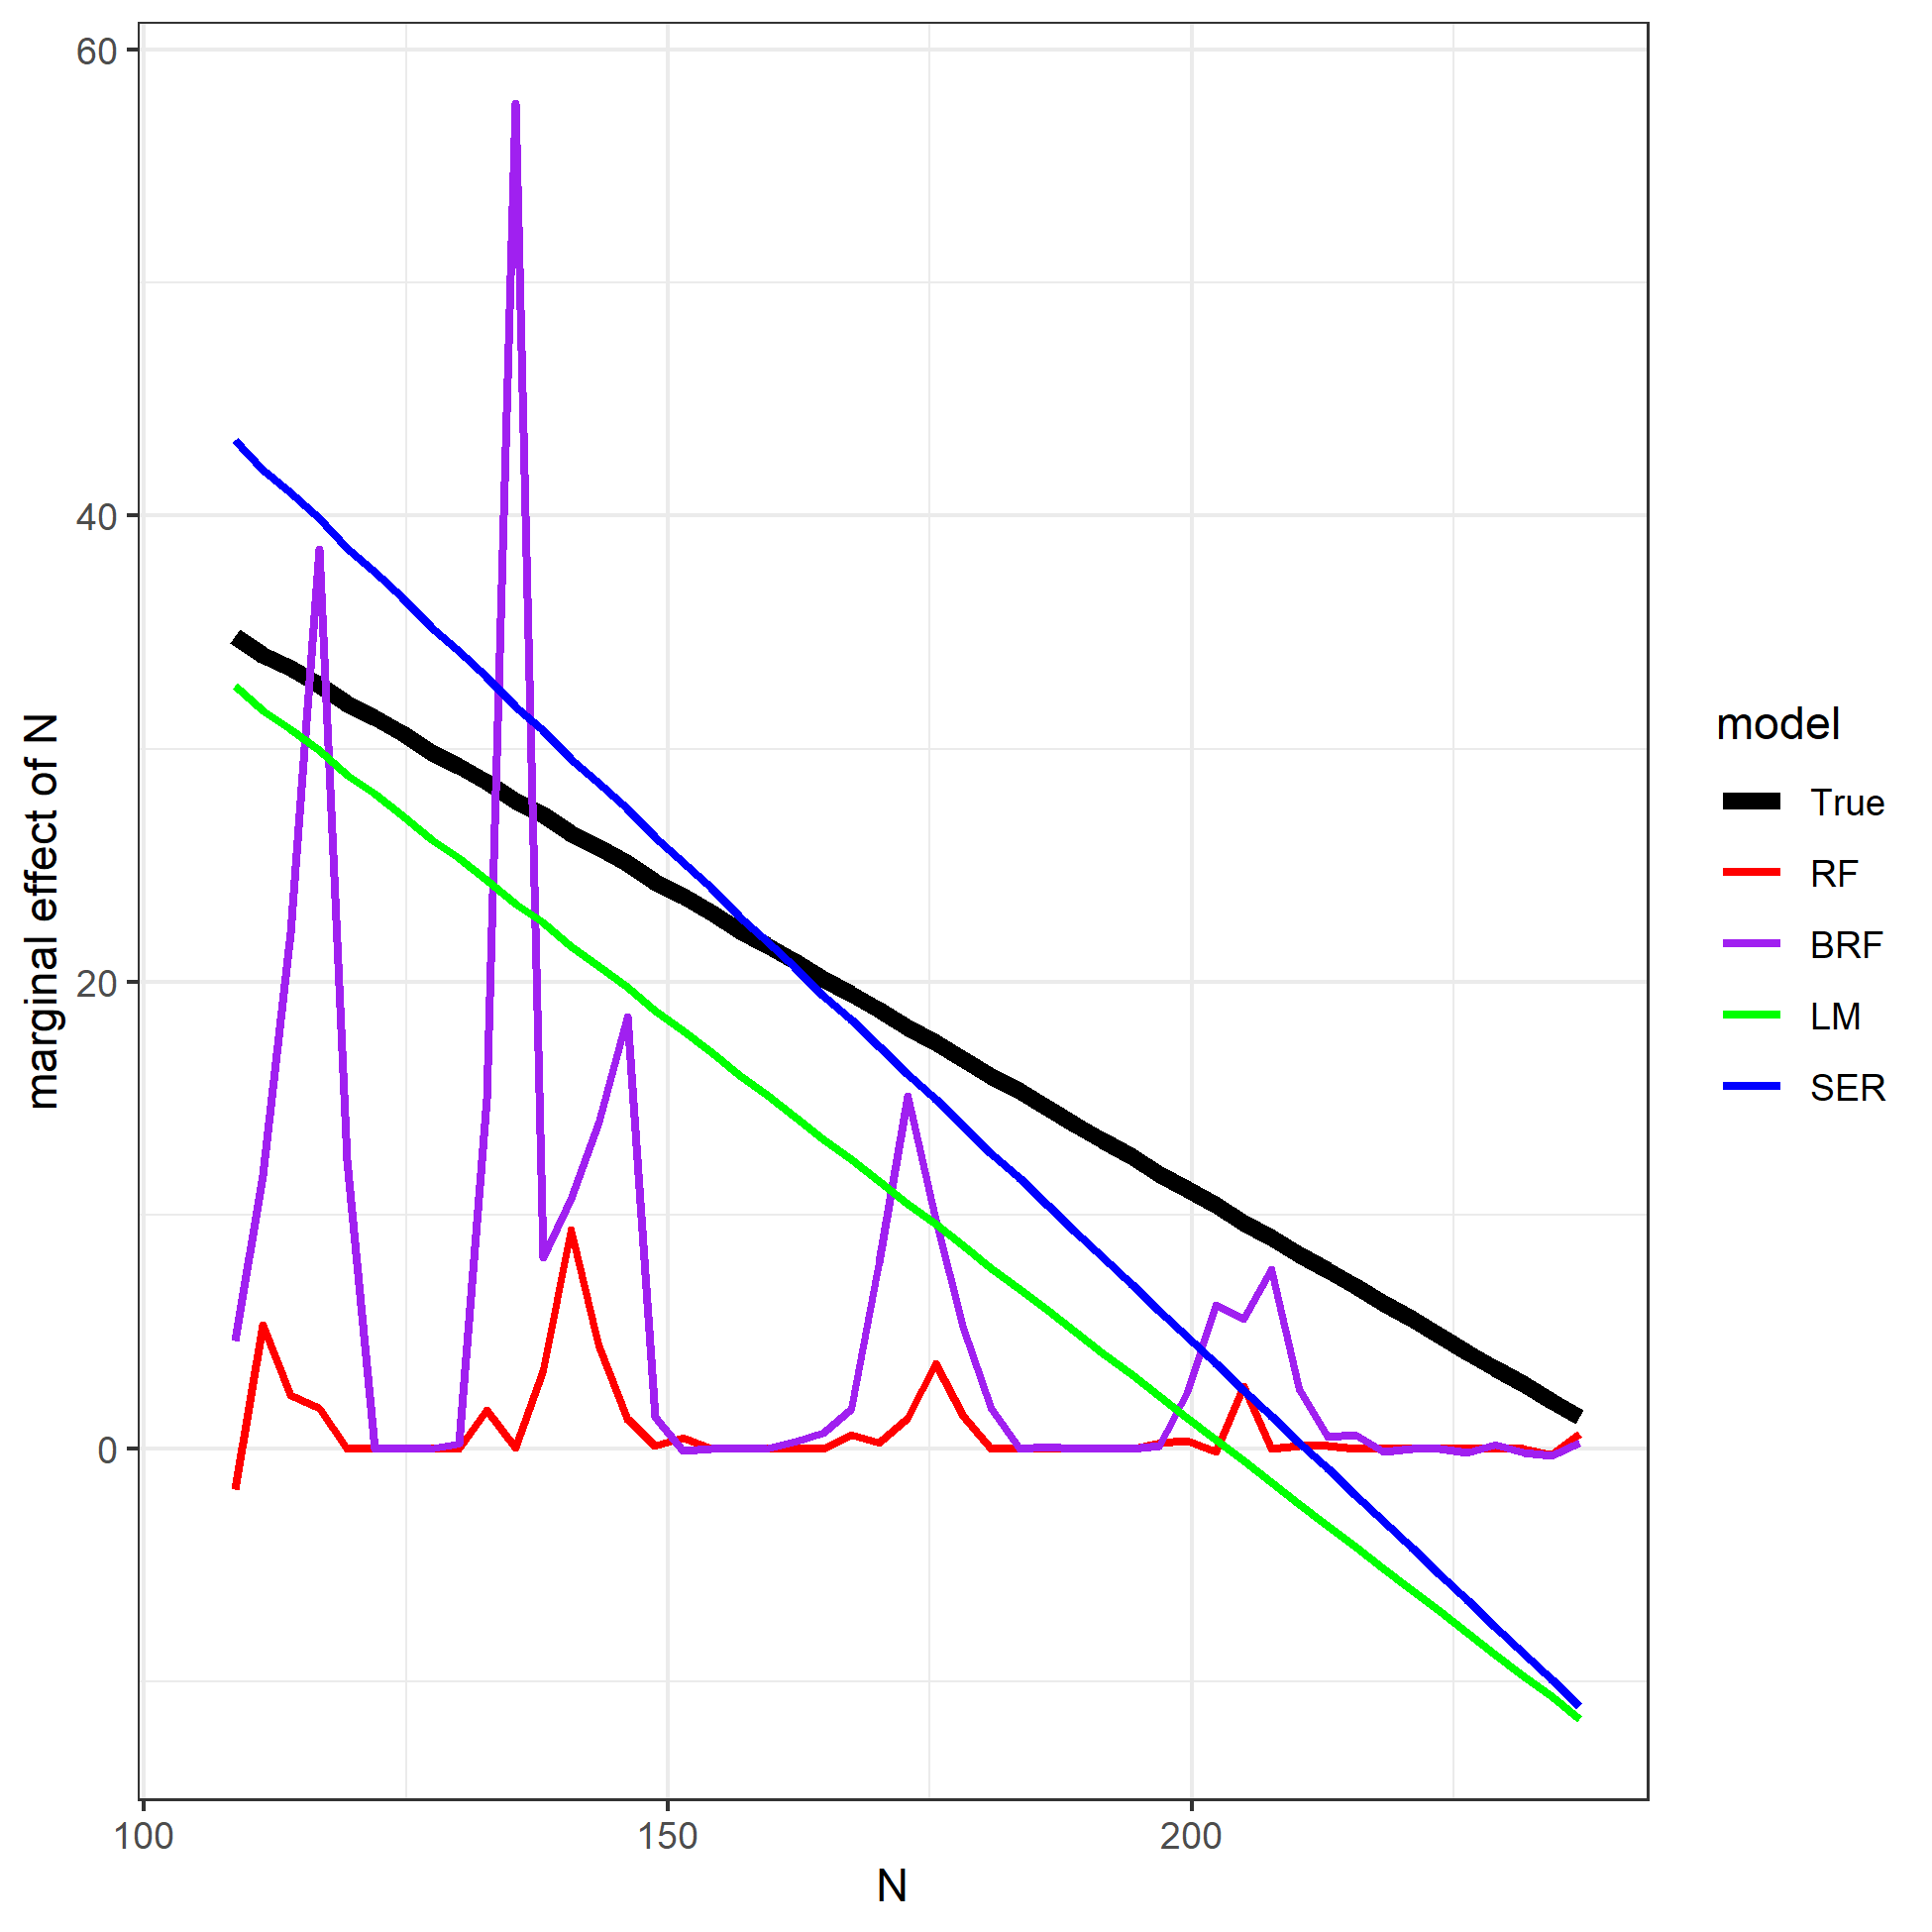 60
40
20
0
marginal effect of N
100
150
200
N
model
True
RF
BRF
LM
SER